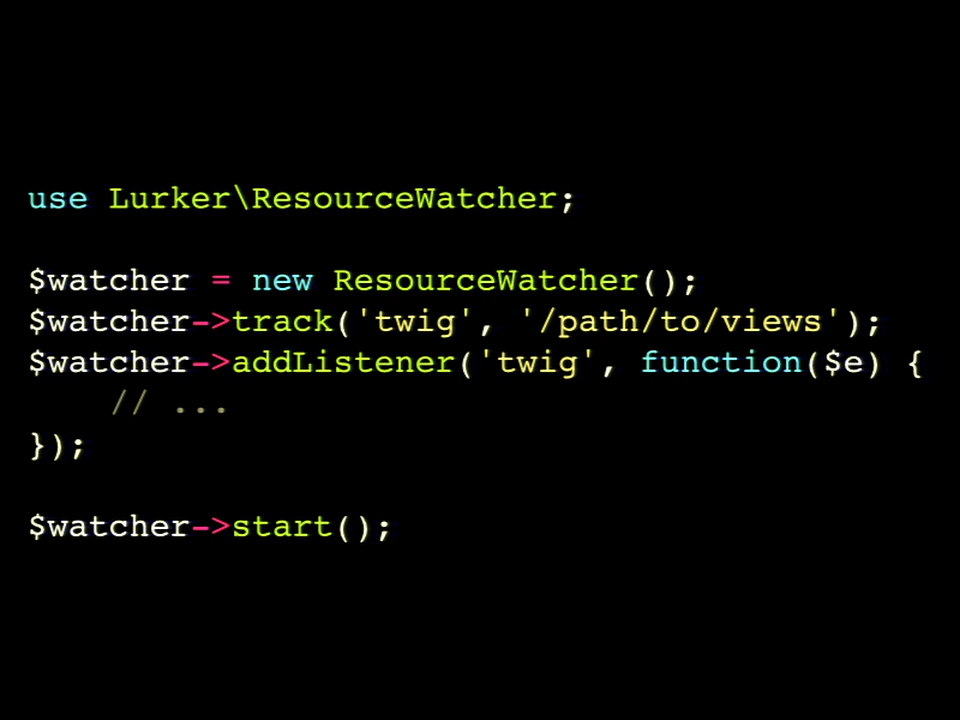 use Lurker\ResourceWatcher;
$watcher = new ResourceWatcher();
$watcher->track('twig', '/path/to/views');
$watcher->addListener('twig', function($e) {
    // ...
});
$watcher->start();